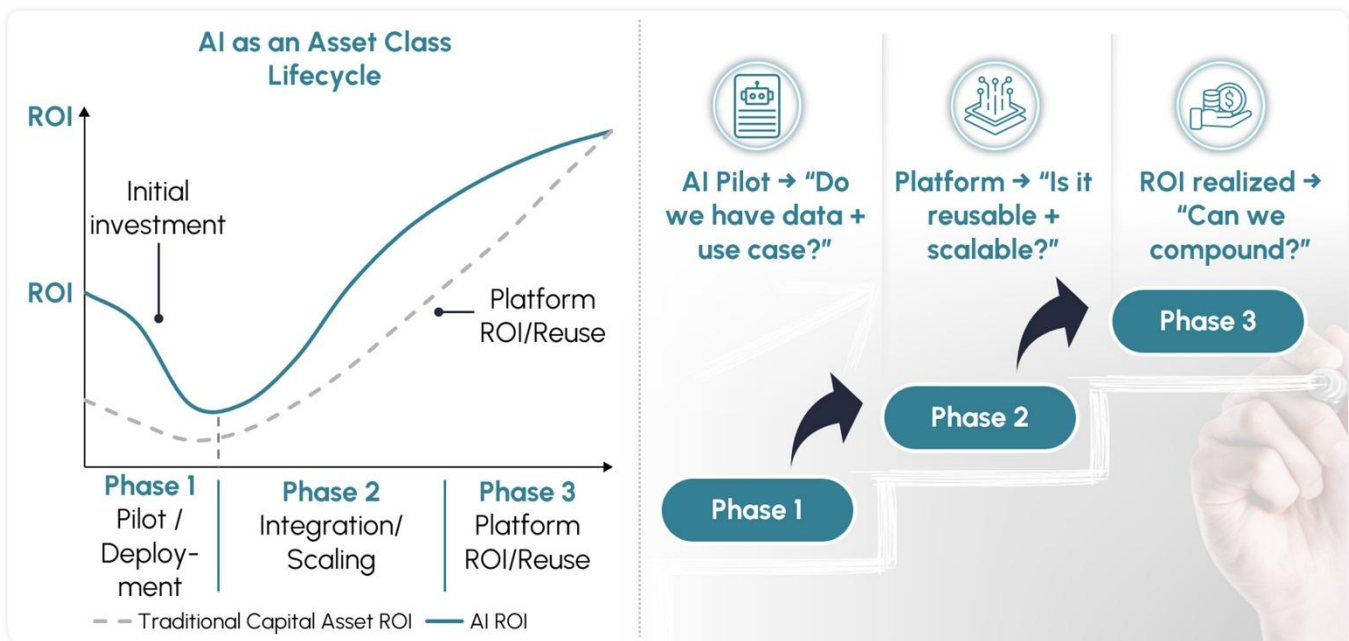 AI as an Asset Class
Lifecycle
ROI
Initial
investment
ROI
Platform
ROI/Reuse
Phase 1
Pilot /
Deploy-
ment
Phase 2
Integration/
Scaling
Phase 3
Platform
ROI/Reuse
Traditional Capital Asset ROI
AI ROI
AI Pilot → “Do
we have data +
use case?”
Platform → “Is it
reusable +
scalable?”
ROI realized →
“Can we
compound?”
Phase 1
Phase 2
Phase 3
$